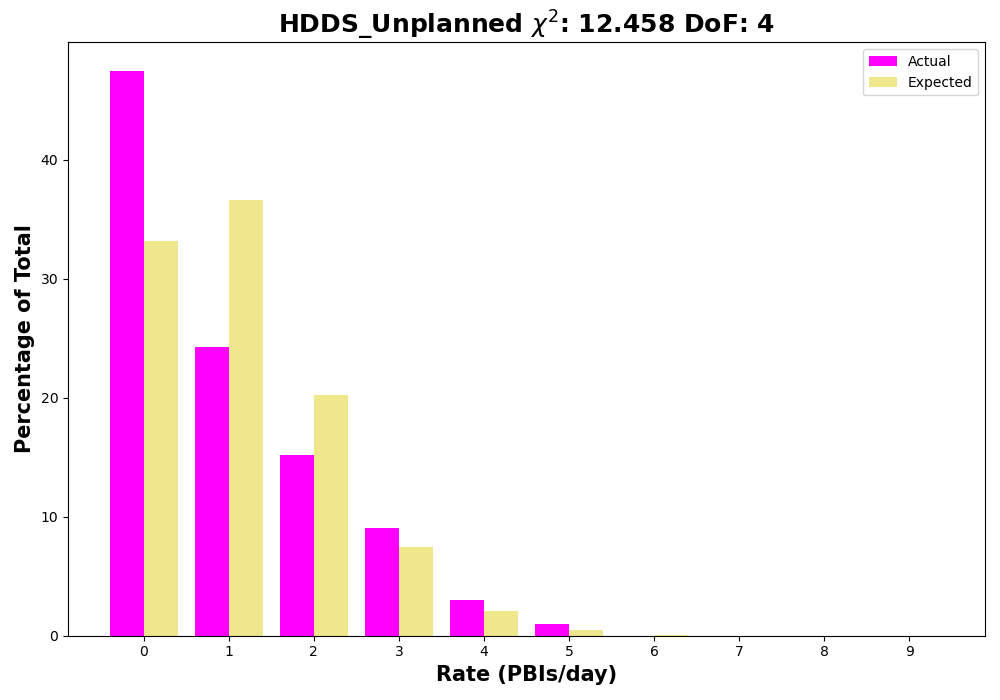 HDDS_Unplanned χ²: 12.458 DoF: 4
Actual
Expected
Percentage of Total
40
30
20
10
0
0 1 2 3 4 5 6 7 8 9
Rate (PBIs/day)